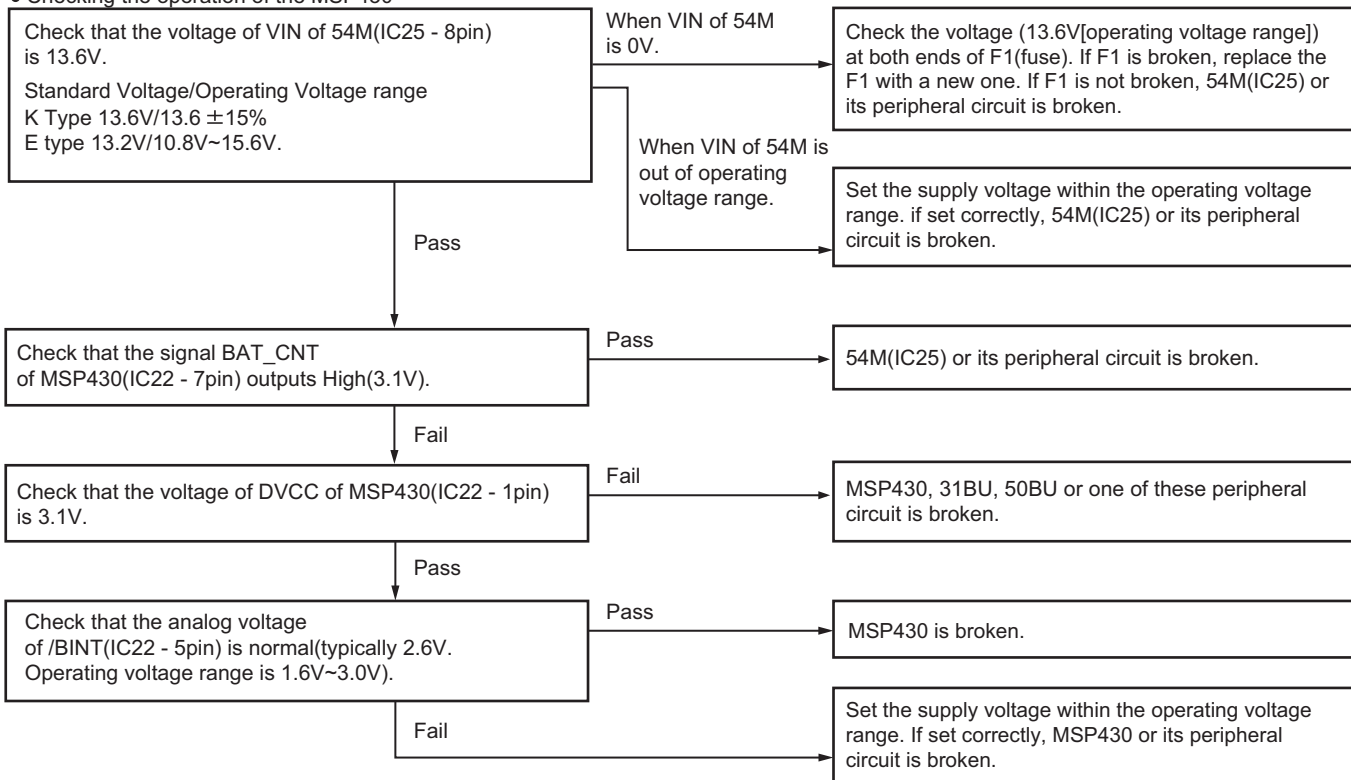 Check that the voltage of VIN of 54M(IC25 - 8pin)
is 13.6V.
Standard Voltage/Operating Voltage range
K Type 13.6V/13.6 ±15%
E type 13.2V/10.8V~15.6V.
When VIN of 54M
is 0V.
Check the voltage (13.6V[operating voltage range])
at both ends of F1(fuse). If F1 is broken, replace the
F1 with a new one. If F1 is not broken, 54M(IC25) or
its peripheral circuit is broken.
When VIN of 54M is
out of operating
voltage range.
Set the supply voltage within the operating voltage
range. if set correctly, 54M(IC25) or its peripheral
circuit is broken.
Pass
Check that the signal BAT_CNT
of MSP430(IC22 - 7pin) outputs High(3.1V).
Pass
54M(IC25) or its peripheral circuit is broken.
Fail
Check that the voltage of DVCC of MSP430(IC22 - 1pin)
is 3.1V.
Fail
MSP430, 31BU, 50BU or one of these peripheral
circuit is broken.
Pass
Check that the analog voltage
of /BINT(IC22 - 5pin) is normal(typically 2.6V.
Operating voltage range is 1.6V~3.0V).
Pass
MSP430 is broken.
Fail
Set the supply voltage within the operating voltage
range. If set correctly, MSP430 or its peripheral
circuit is broken.